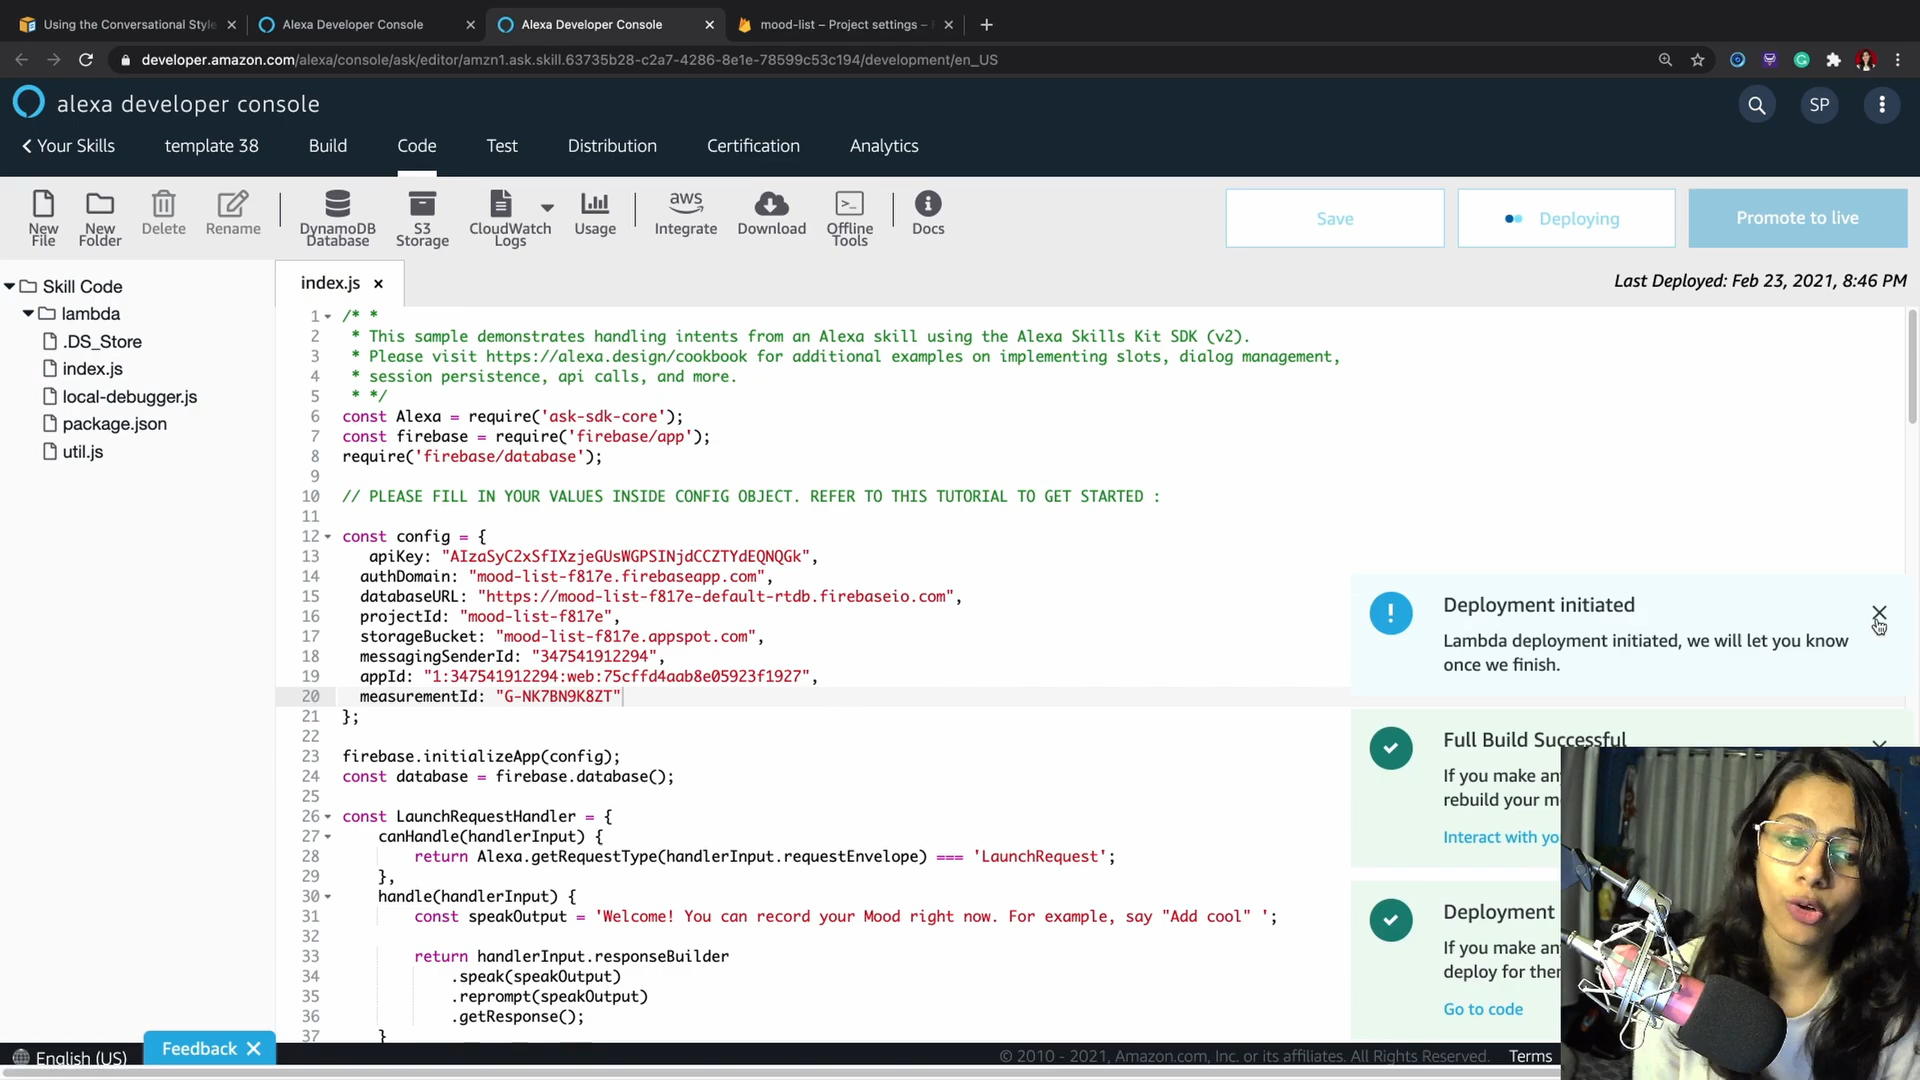 Using the Conversational Style
Alexa Developer Console
Alexa Developer Console
mood-list – Project settings –
developer.amazon.com/alexa/console/ask/editor/amzn1.ask.skill.63735b28-c2a7-4286-8e1e-78599c53c194/development/en_US
alexa developer console
SP
Your Skills
template 38
Build
Code
Test
Distribution
Certification
Analytics
New File
New Folder
Delete
Rename
DynamoDB Database
S3 Storage
CloudWatch Logs
Usage
aws
Integrate
Download
Offline Tools
Docs
Save
Deploying
Promote to live
Last Deployed: Feb 23, 2021, 8:46 PM
Skill Code
lambda
.DS_Store
index.js
local-debugger.js
package.json
util.js
index.js
1 /* *
2 * This sample demonstrates handling intents from an Alexa skill using the Alexa Skills Kit SDK (v2).
3 * Please visit https://alexa.design/cookbook for additional examples on implementing slots, dialog management,
4 * session persistence, api calls, and more.
5 * */
6 const Alexa = require('ask-sdk-core');
7 const firebase = require('firebase/app');
8 require('firebase/database');
9
10 // PLEASE FILL IN YOUR VALUES INSIDE CONFIG OBJECT. REFER TO THIS TUTORIAL TO GET STARTED :
11
12 const config = {
13 apiKey: "AIzaSyC2xSfIXzjeGUsWGPSINjdCCZTYdEQNQGk",
14 authDomain: "mood-list-f817e.firebaseapp.com",
15 databaseURL: "https://mood-list-f817e-default-rtdb.firebaseio.com",
16 projectId: "mood-list-f817e",
17 storageBucket: "mood-list-f817e.appspot.com",
18 messagingSenderId: "347541912294",
19 appId: "1:347541912294:web:75cffd4aab8e05923f1927",
20 measurementId: "G-NK7BN9K8ZT"
21 };
22
23 firebase.initializeApp(config);
24 const database = firebase.database();
25
26 const LaunchRequestHandler = {
27 canHandle(handlerInput) {
28 return Alexa.getRequestType(handlerInput.requestEnvelope) === 'LaunchRequest';
29 },
30 handle(handlerInput) {
31 const speakOutput = 'Welcome! You can record your Mood right now. For example, say "Add cool" ';
32
33 return handlerInput.responseBuilder
34 .speak(speakOutput)
35 .reprompt(speakOutput)
36 .getResponse();
37 }
Deployment initiated
Lambda deployment initiated, we will let you know
once we finish.
Full Build Successful
If you make an
rebuild your m
Interact with yo
Deployment
If you make an
deploy for then
Go to code
English (US)
Feedback
© 2010 - 2021, Amazon.com, Inc. or its affiliates. All Rights Reserved.
Terms